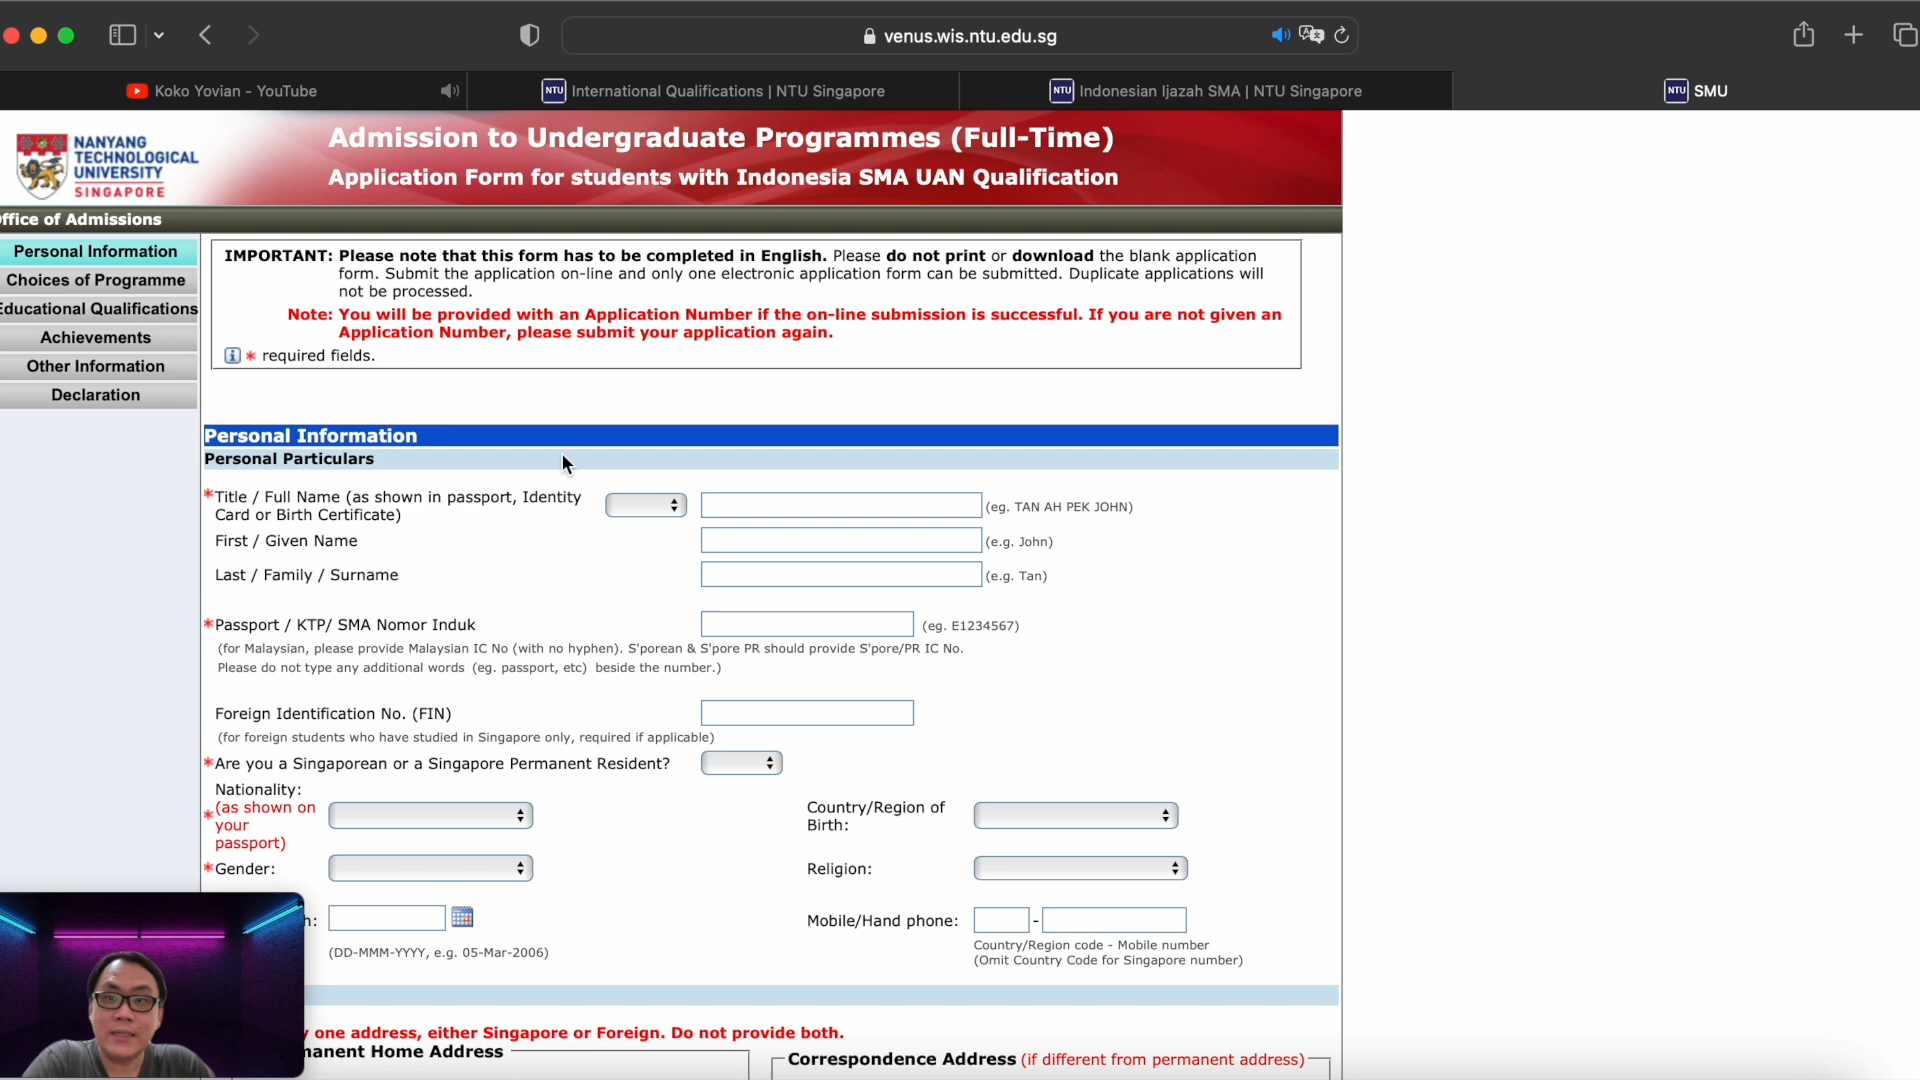 venus.wis.ntu.edu.sg
Koko Yovian - YouTube
NTU International Qualifications | NTU Singapore
NTU Indonesian Ijazah SMA | NTU Singapore
NTU SMU
NANYANG
TECHNOLOGICAL
UNIVERSITY
SINGAPORE
Admission to Undergraduate Programmes (Full-Time)
Application Form for students with Indonesia SMA UAN Qualification
ffice of Admissions
Personal Information
Choices of Programme
Educational Qualifications
Achievements
Other Information
Declaration
IMPORTANT: Please note that this form has to be completed in English. Please do not print or download the blank application
form. Submit the application on-line and only one electronic application form can be submitted. Duplicate applications will
not be processed.
Note: You will be provided with an Application Number if the on-line submission is successful. If you are not given an
Application Number, please submit your application again.
* required fields.
Personal Information
Personal Particulars
*Title / Full Name (as shown in passport, Identity
Card or Birth Certificate)
(eg. TAN AH PEK JOHN)
First / Given Name
(e.g. John)
Last / Family / Surname
(e.g. Tan)
*Passport / KTP/ SMA Nomor Induk
(eg. E1234567)
(for Malaysian, please provide Malaysian IC No (with no hyphen). S'porean & S'pore PR should provide S'pore/PR IC No.
Please do not type any additional words (eg. passport, etc) beside the number.)
Foreign Identification No. (FIN)
(for foreign students who have studied in Singapore only, required if applicable)
*Are you a Singaporean or a Singapore Permanent Resident?
Nationality:
*(as shown on
your
passport)
Country/Region of
Birth:
*Gender:
Religion:
h:
(DD-MMM-YYYY, e.g. 05-Mar-2006)
Mobile/Hand phone:
-
Country/Region code - Mobile number
(Omit Country Code for Singapore number)
y one address, either Singapore or Foreign. Do not provide both.
manent Home Address
Correspondence Address (if different from permanent address)